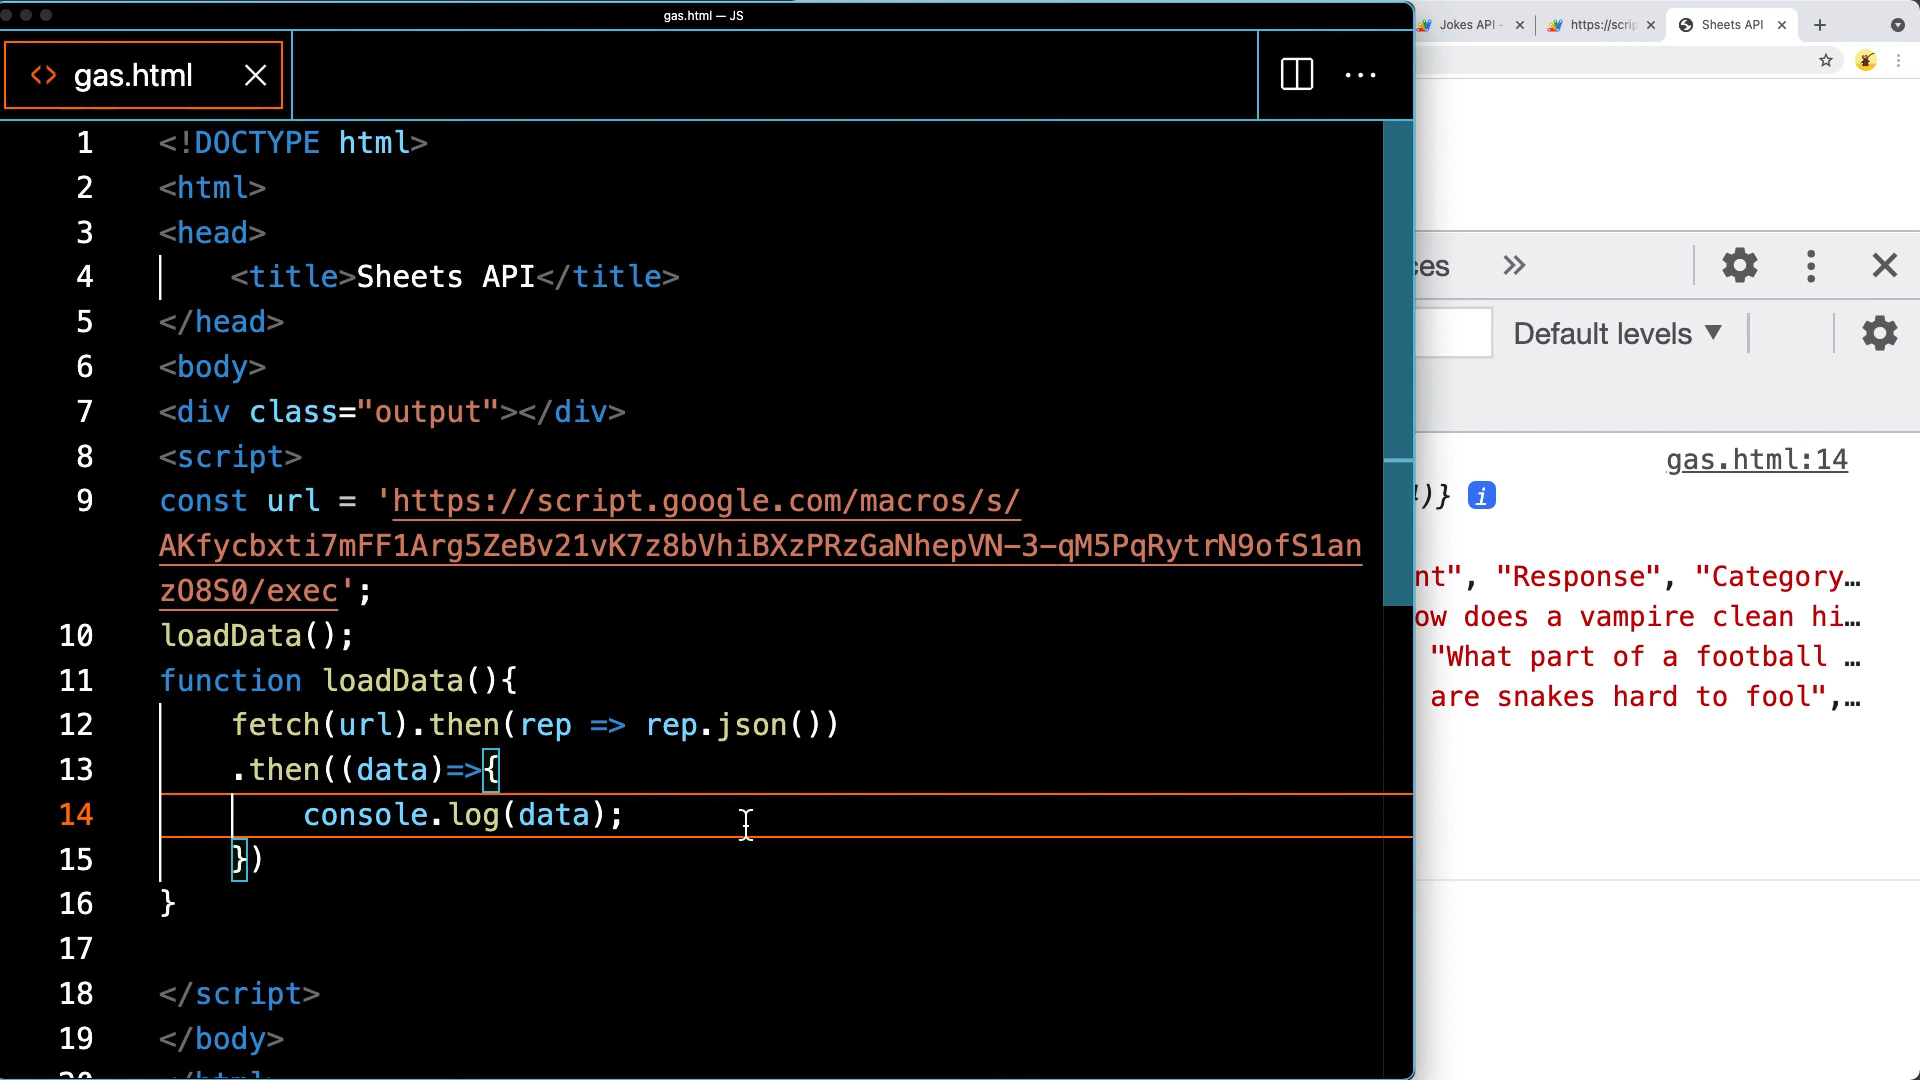 gas.html — JS
Jokes API -
https://scrip
Sheets API
gas.html
1 <!DOCTYPE html>
2 <html>
3 <head>
4 <title>Sheets API</title>
5 </head>
6 <body>
7 <div class="output"></div>
8 <script>
9 const url = 'https://script.google.com/macros/s/
AKfycbxti7mFF1Arg5ZeBv21vK7z8bVhiBXzPRzGaNhepVN-3-qM5PqRytrN9ofS1an
zO8S0/exec';
10 loadData();
11 function loadData(){
12 fetch(url).then(rep => rep.json())
13 .then((data)=>{
14 console.log(data);
15 })
16 }
17
18 </script>
19 </body>
ces
Default levels ▼
gas.html:14
)} i
nt", "Response", "Category…
ow does a vampire clean hi…
"What part of a football …
are snakes hard to fool",…